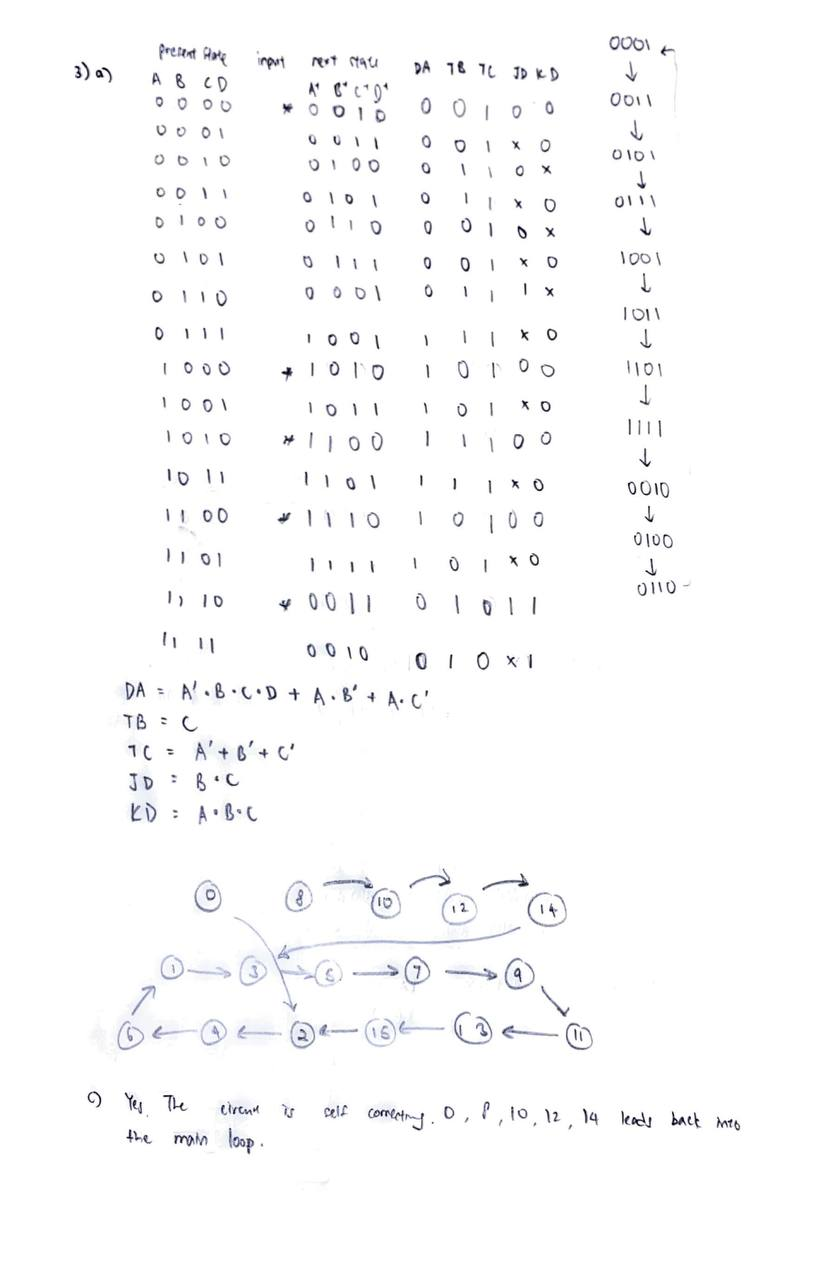 3) a)
present state input next state DA TB TC JD KD
A B C D A⁺ B⁺ C⁺ D⁺
0 0 0 0 * 0 0 1 0 0 0 1 0 0
0 0 0 1 0 0 1 1 0 0 1 x 0
0 0 1 0 0 1 0 0 0 1 1 0 x
0 0 1 1 0 1 0 1 0 1 1 x 0
0 1 0 0 0 1 1 0 0 0 1 0 x
0 1 0 1 0 1 1 1 0 0 1 x 0
0 1 1 0 0 0 0 1 0 1 1 1 x
0 1 1 1 1 0 0 1 1 1 1 x 0
1 0 0 0 * 1 0 1 0 1 0 1 0 0
1 0 0 1 1 0 1 1 1 0 1 x 0
1 0 1 0 * 1 1 0 0 1 1 1 0 0
1 0 1 1 1 1 0 1 1 1 1 x 0
1 1 0 0 * 1 1 1 0 1 0 1 0 0
1 1 0 1 1 1 1 1 1 0 1 x 0
1 1 1 0 * 0 0 1 1 0 1 0 1 1
1 1 1 1 0 0 1 0 0 1 0 x 1
0001 ←
↓
0011
↓
0101
↓
0111
↓
1001
↓
1011
↓
1101
↓
1111
↓
0010
↓
0100
↓
0110
DA = A'·B·C·D + A·B' + A·C'
TB = C
TC = A' + B' + C'
JD = B·C
KD = A·B·C
0 8 10 12 14
1 3 5 7 9
6 4 2 15 13 11
c) Yes. The circuit is self correcting. 0, 8, 10, 12, 14 leads back into
the main loop.